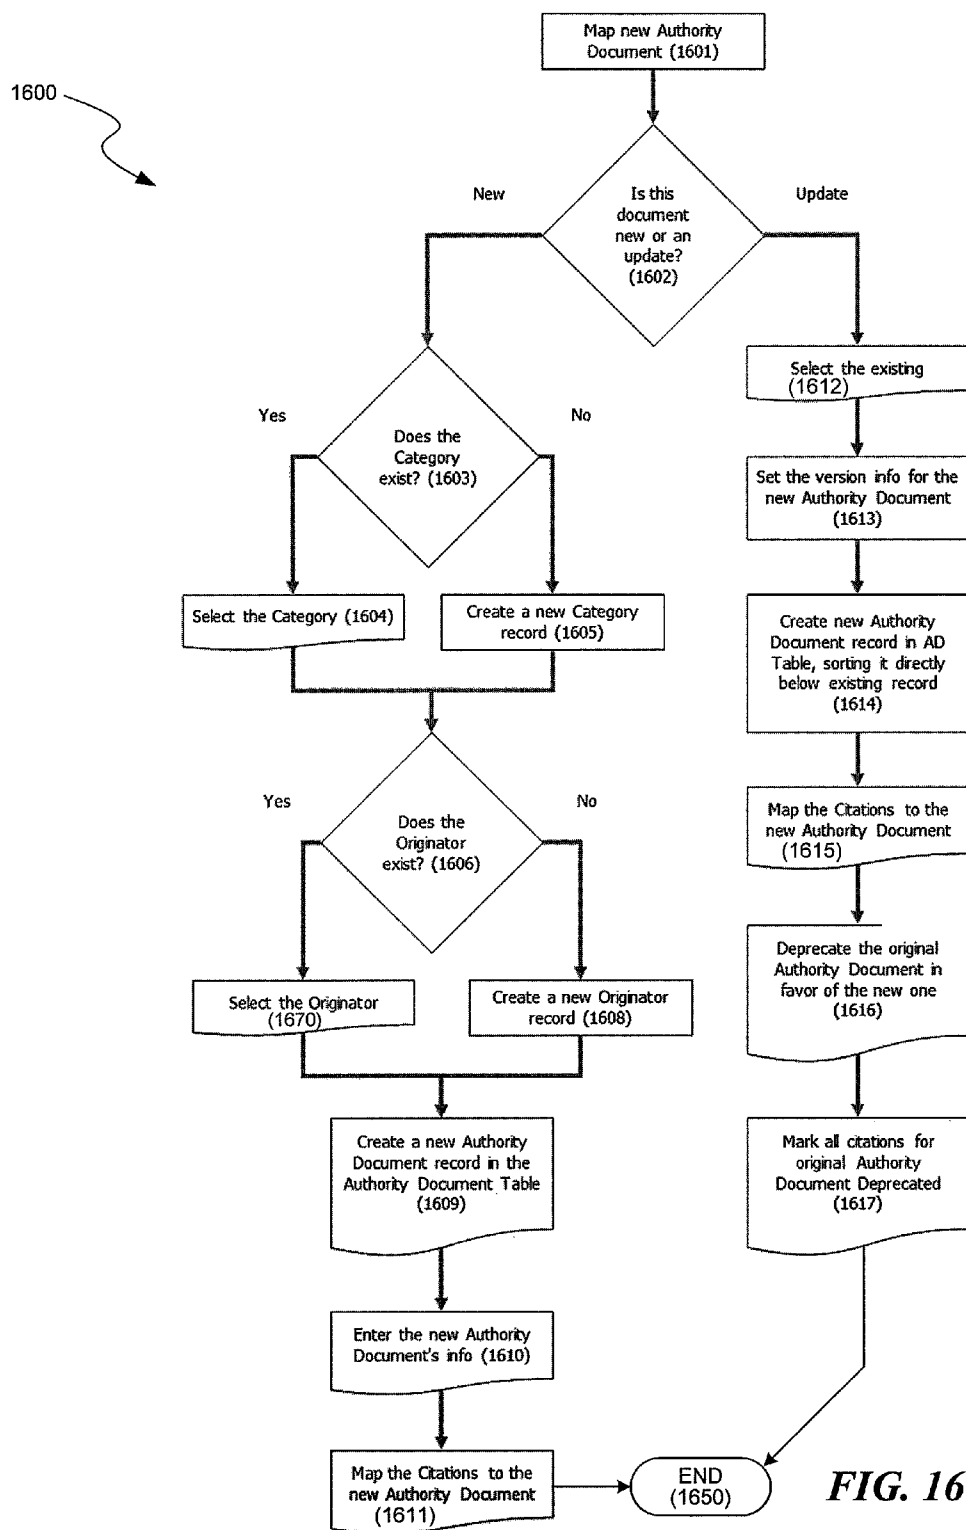 Map new Authority
Document (1601)
1600
New
Is this
document
new or an
update?
(1602)
Update
Select the existing
(1612)
Yes
Does the
Category
exist? (1603)
No
Set the version info for the
new Authority Document
(1613)
Select the Category (1604)
Create a new Category
record (1605)
Create new Authority
Document record in AD
Table, sorting it directly
below existing record
(1614)
Yes
Does the
Originator
exist? (1606)
No
Map the Citations to the
new Authority Document
(1615)
Deprecate the original
Authority Document in
favor of the new one
(1616)
Select the Originator
(1670)
Create a new Originator
record (1608)
Create a new Authority
Document record in the
Authority Document Table
(1609)
Mark all citations for
original Authority
Document Deprecated
(1617)
Enter the new Authority
Document's info (1610)
Map the Citations to the
new Authority Document
(1611)
END
(1650)
FIG. 16